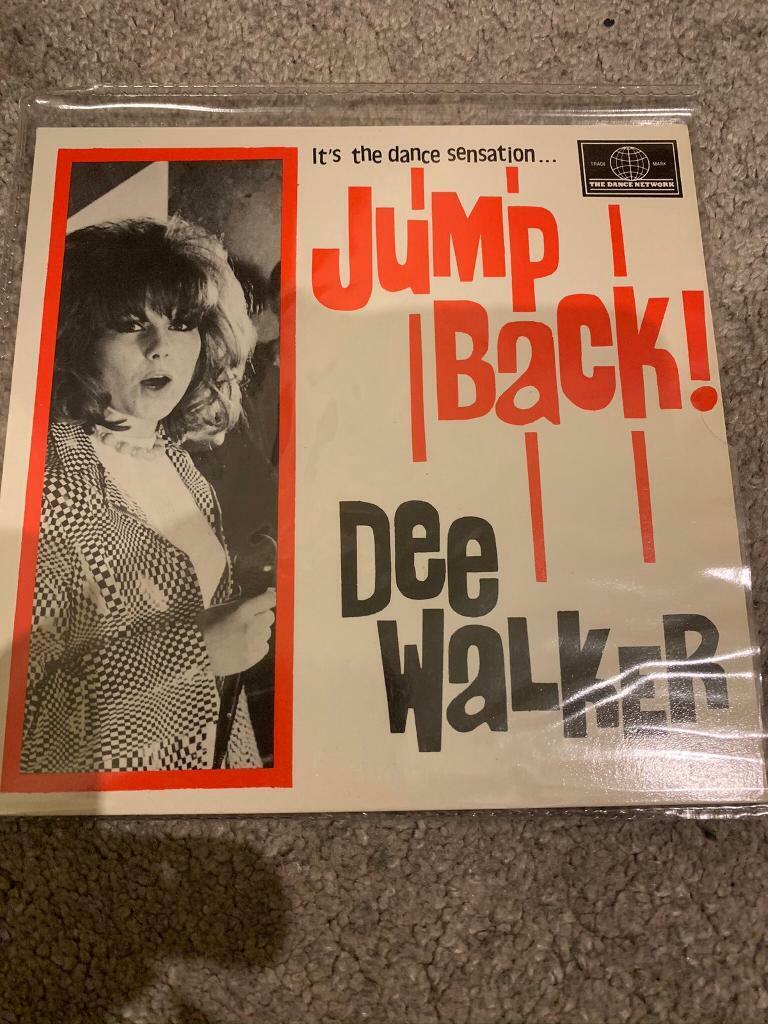 It's the dance sensation...
TRADE MARK
THE DANCE NETWORK
JUMP
BaCK!
Dee
WaLKER